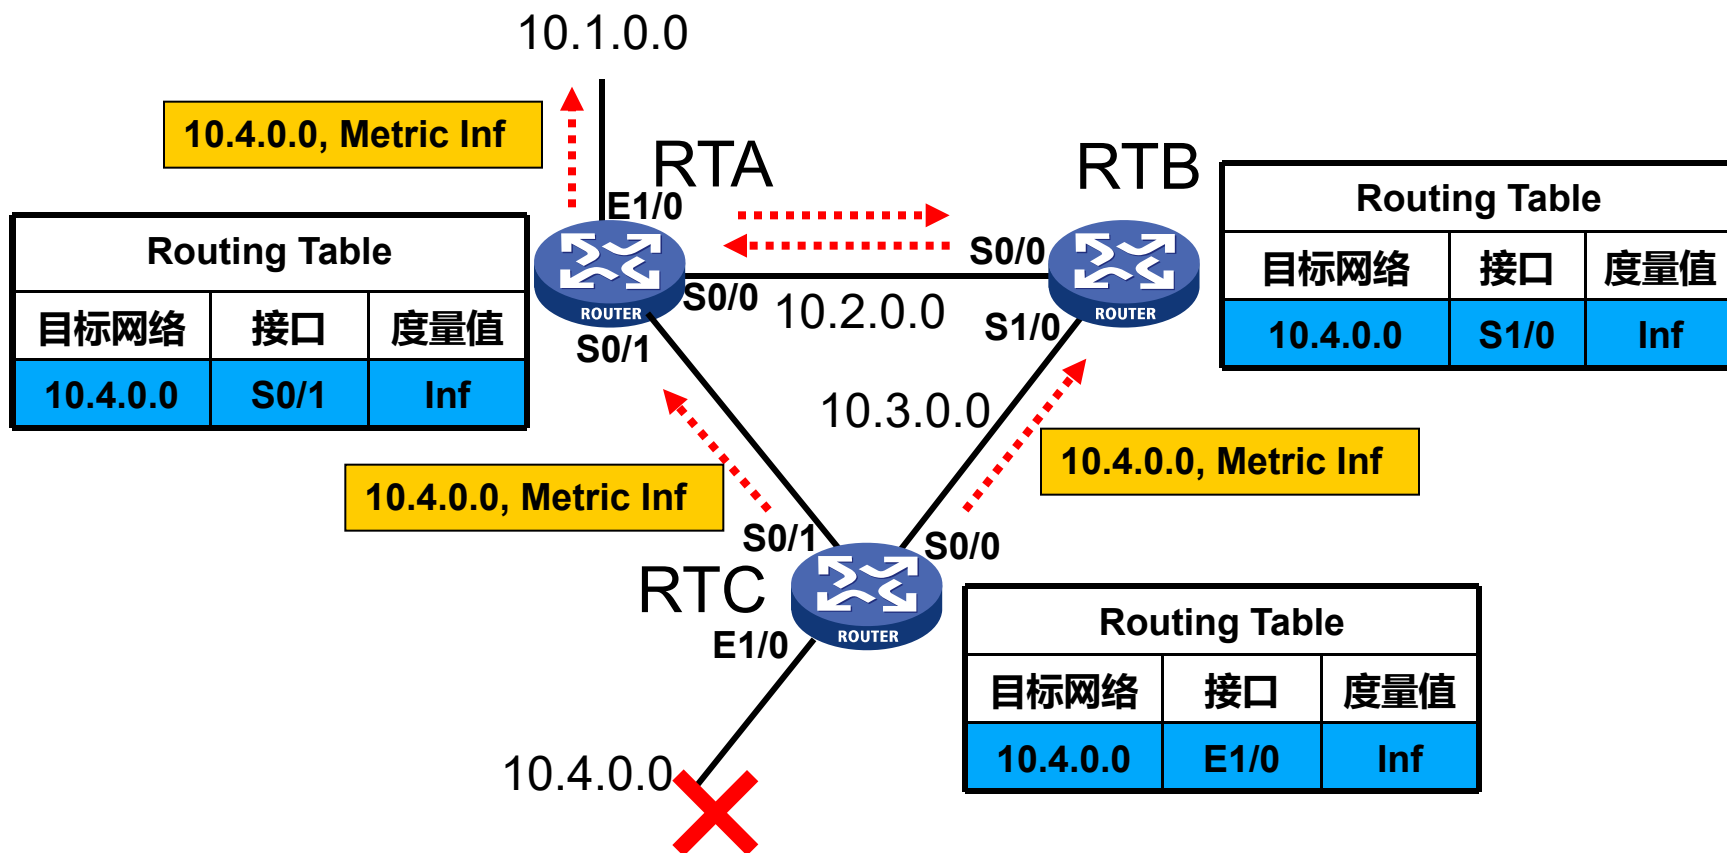 10.1.0.0
10.4.0.0, Metric Inf
RTA
RTB
E1/0
Routing Table
目标网络 接口 度量值
10.4.0.0 S0/1 Inf
ROUTER
S0/0
S0/1
10.2.0.0
S0/0
S1/0
ROUTER
Routing Table
目标网络 接口 度量值
10.4.0.0 S1/0 Inf
10.3.0.0
10.4.0.0, Metric Inf
10.4.0.0, Metric Inf
S0/1
S0/0
RTC
ROUTER
E1/0
10.4.0.0
Routing Table
目标网络 接口 度量值
10.4.0.0 E1/0 Inf